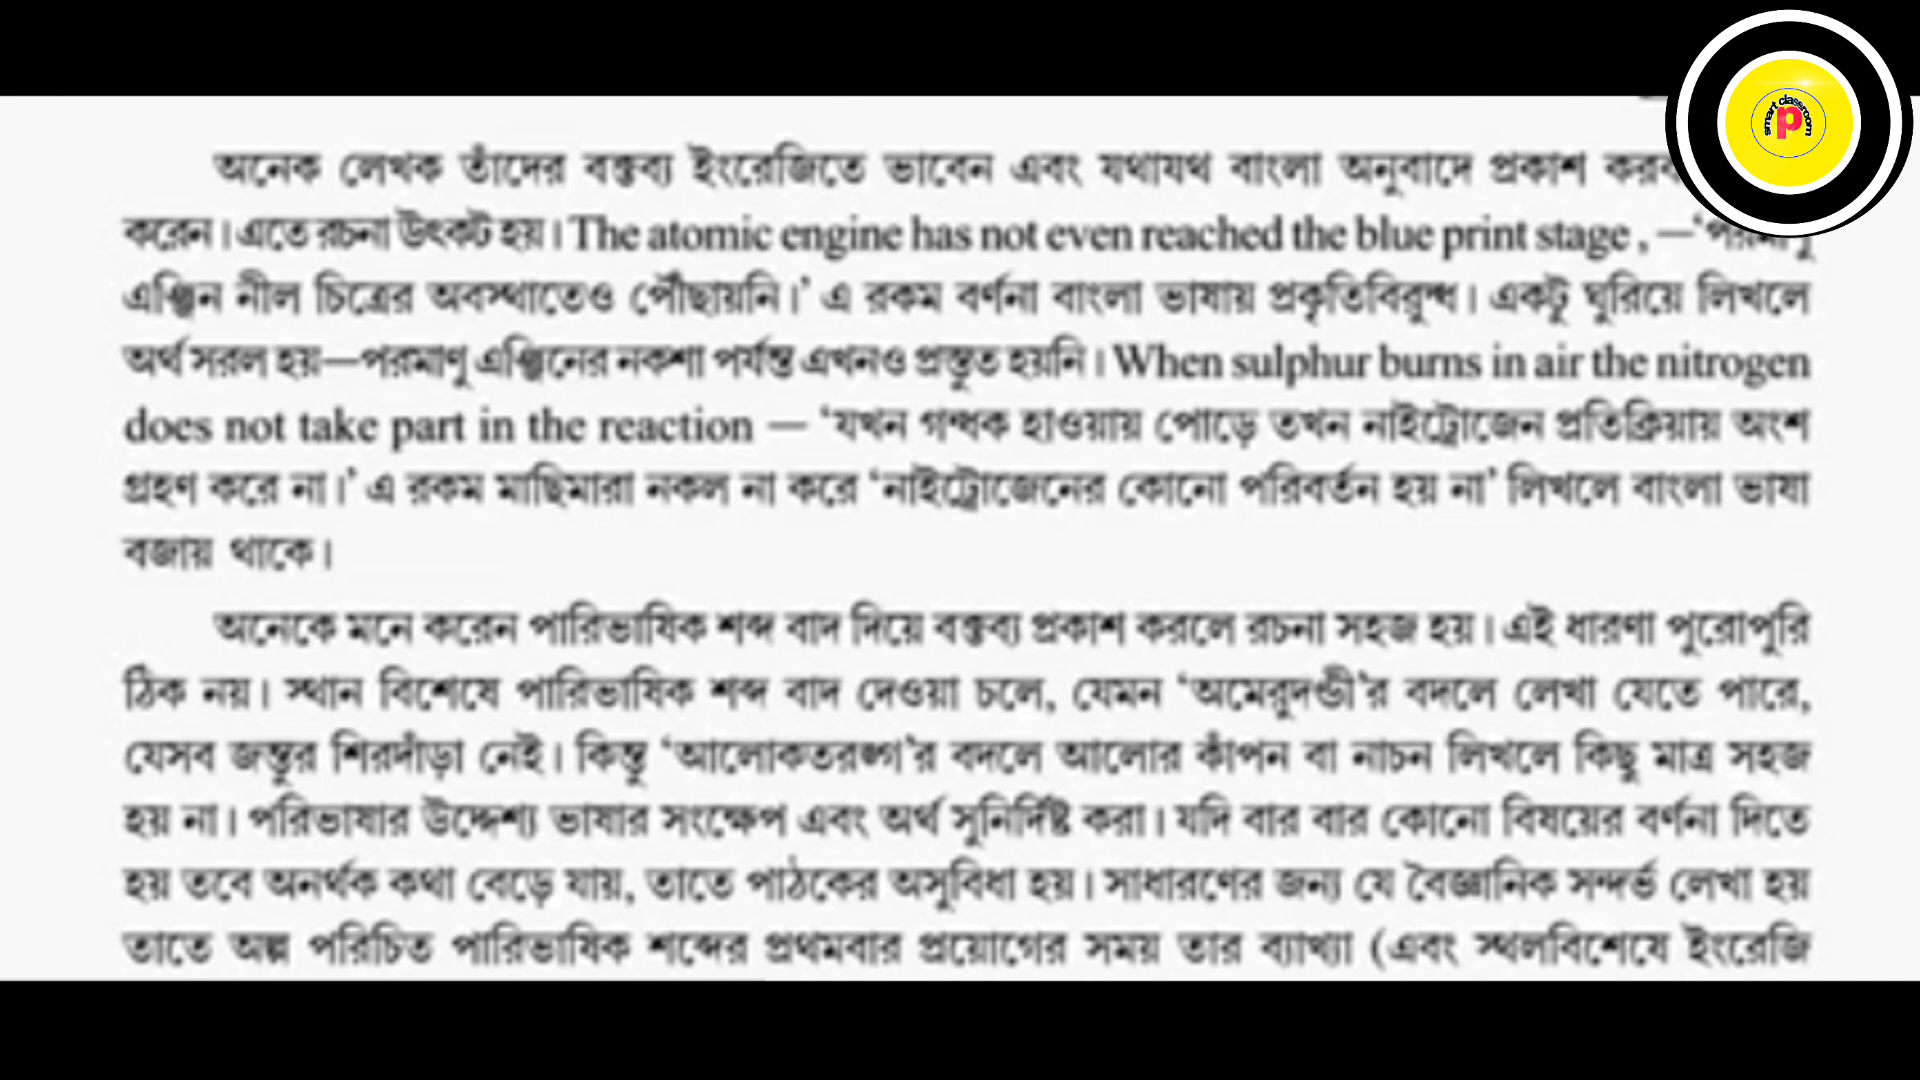 অনেক লেখক তাঁদের বক্তব্য ইংরেজিতে ভাবেন এবং যথাযথ বাংলা অনুবাদে প্রকাশ
করেন। এতে রচনা উৎকট হয়। The atomic engine has not even reached the blue print stage , —‘পরমাণু
এঞ্জিন নীল চিত্রের অবস্থাতেও পৌঁছায়নি।’ এ রকম বর্ণনা বাংলা ভাষায় প্রকৃতিবিরুদ্ধ। একটু ঘুরিয়ে লিখলে
অর্থ সরল হয়—পরমাণু এঞ্জিনের নকশা পর্যন্ত এখনও প্রস্তুত হয়নি। When sulphur burns in air the nitrogen
does not take part in the reaction — ‘যখন গন্ধক হাওয়ায় পোড়ে তখন নাইট্রোজেন প্রতিক্রিয়ায় অংশ
গ্রহণ করে না।’ এ রকম মাছিমারা নকল না করে ‘নাইট্রোজেনের কোনো পরিবর্তন হয় না’ লিখলে বাংলা ভাষা
বজায় থাকে।
অনেকে মনে করেন পারিভাষিক শব্দ বাদ দিয়ে বক্তব্য প্রকাশ করলে রচনা সহজ হয়। এই ধারণা পুরোপুরি
ঠিক নয়। স্থান বিশেষে পারিভাষিক শব্দ বাদ দেওয়া চলে, যেমন ‘অমেরুদণ্ডী’র বদলে লেখা যেতে পারে,
যেসব জন্তুর শিরদাঁড়া নেই। কিন্তু ‘আলোকতরঙ্গ’র বদলে আলোর কাঁপন বা নাচন লিখলে কিছু মাত্র সহজ
হয় না। পরিভাষার উদ্দেশ্য ভাষার সংক্ষেপ এবং অর্থ সুনির্দিষ্ট করা। যদি বার বার কোনো বিষয়ের বর্ণনা দিতে
হয় তবে অনর্থক কথা বেড়ে যায়, তাতে পাঠকের অসুবিধা হয়। সাধারণের জন্য যে বৈজ্ঞানিক সন্দর্ভ লেখা হয়
তাতে অল্প পরিচিত পারিভাষিক শব্দের প্রথমবার প্রয়োগের সময় তার ব্যাখ্যা (এবং স্থলবিশেষে ইংরেজি
smart classroom
p